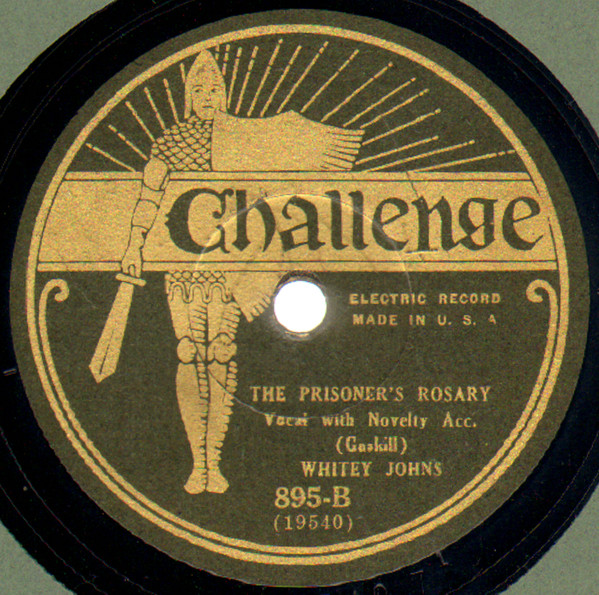 Challenge
ELECTRIC RECORD
MADE IN U. S. A
THE PRISONER'S ROSARY
Vocal with Novelty Acc.
(Gaskill)
WHITEY JOHNS
895-B
(19540)